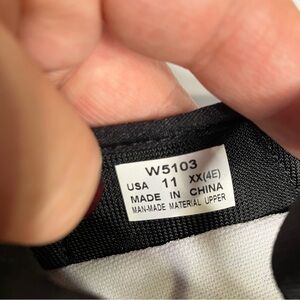 W5103
USA 11 XX(4E)
MADE IN CHINA
MAN-MADE MATERIAL UPPER